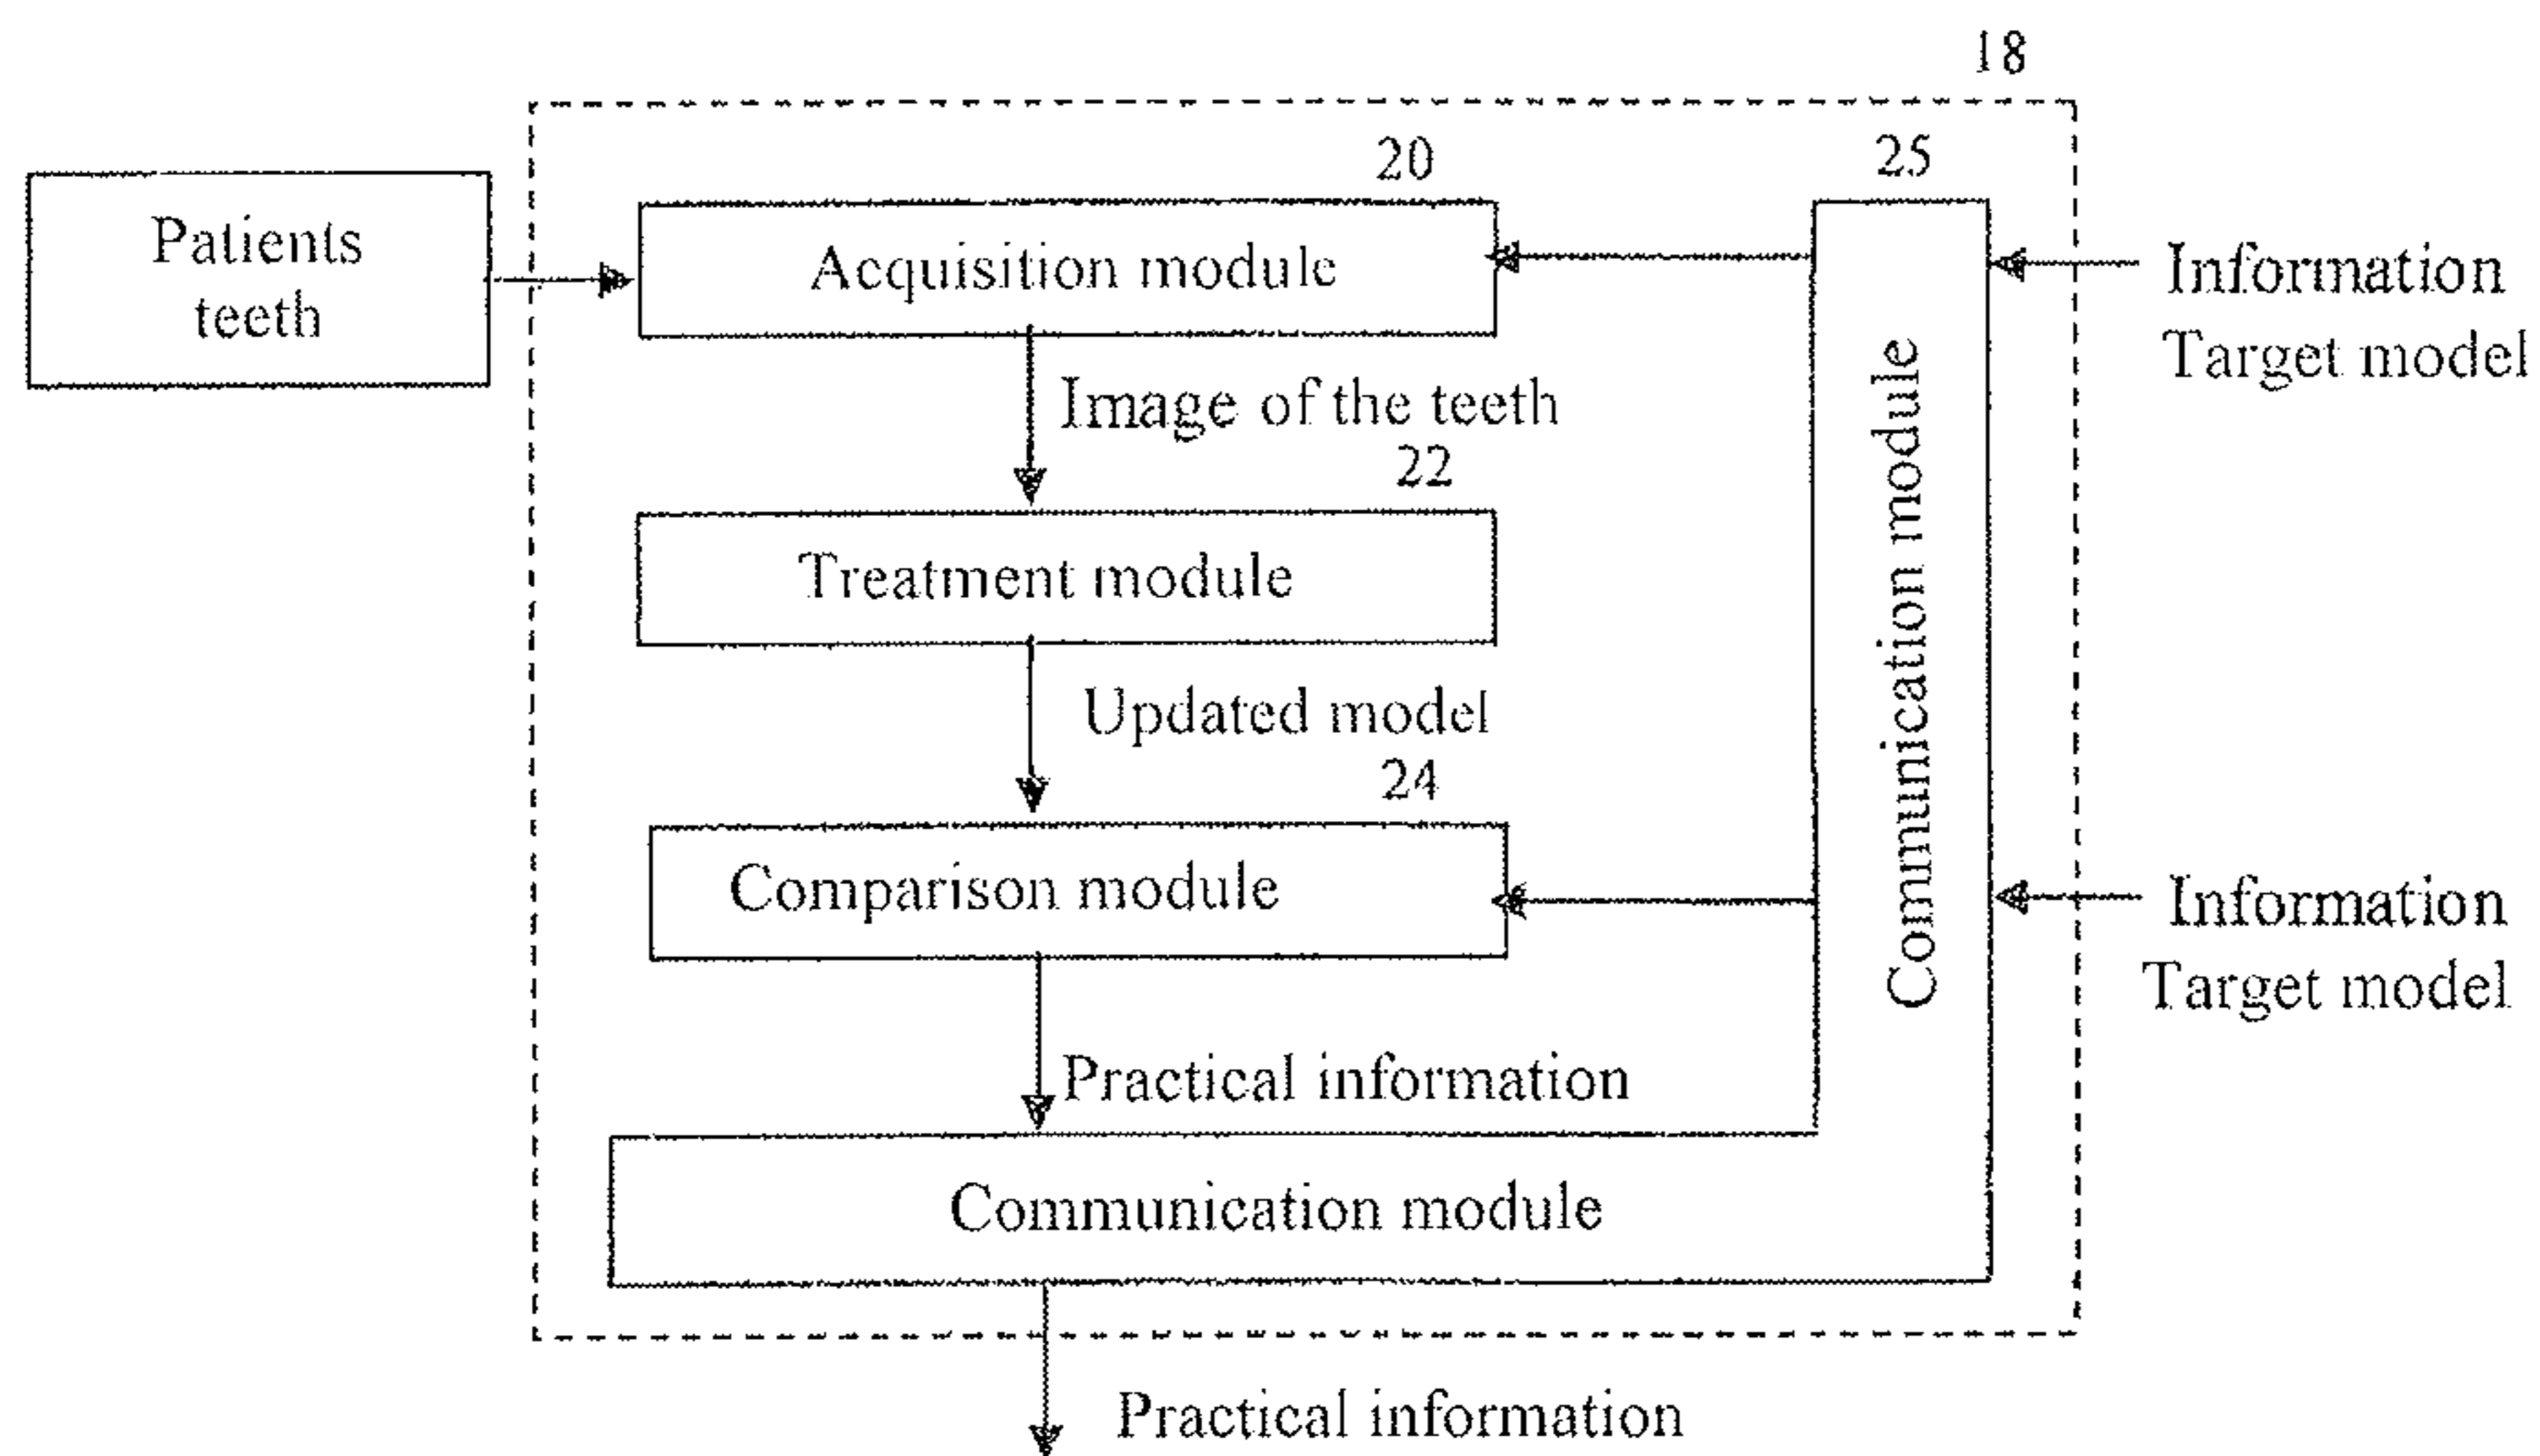 18
20
25
Patients
teeth
Acquisition module
Information
Target model
Image of the teeth
22
Communication module
Treatment module
Updated model
24
Comparison module
Information
Target model
Practical information
Communication module
Practical information